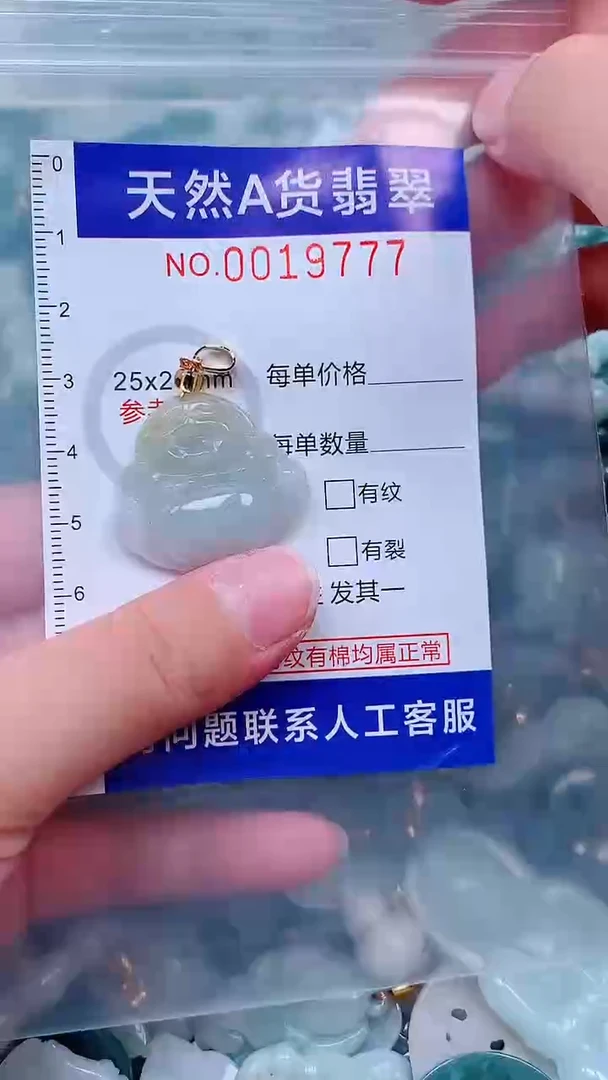 天然A货翡翠
NO.0019777
0
1
2
3
4
5
6
25x2 mm
参考
每单价格
每单数量
有纹
有裂
发其一
纹有棉均属正常
问题联系人工客服